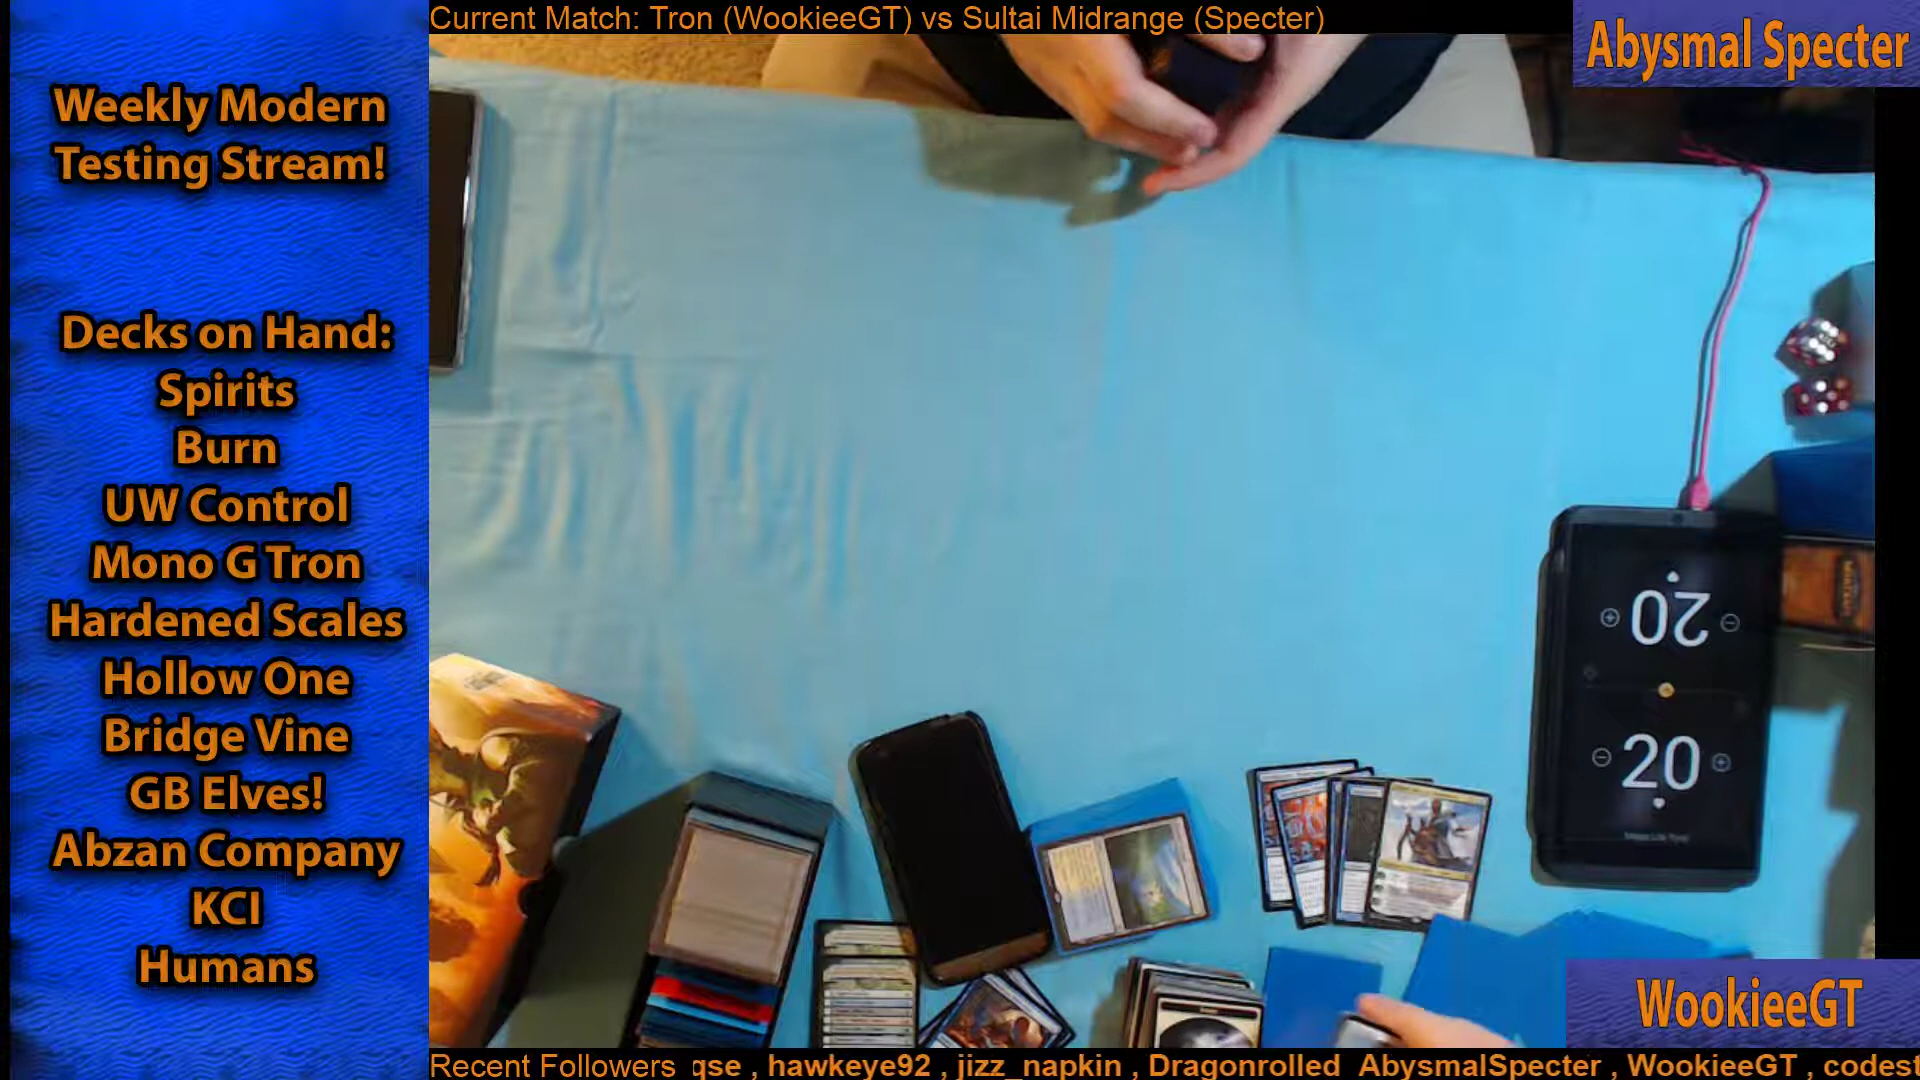 Current Match: Tron (WookieeGT) vs Sultai Midrange (Specter)
Abysmal Specter
Weekly Modern
Testing Stream!
Decks on Hand:
Spirits
Burn
UW Control
Mono G Tron
Hardened Scales
Hollow One
Bridge Vine
GB Elves!
Abzan Company
KCI
Humans
20
20
WookieeGT
Recent Followers qse , hawkeye92 , jizz_napkin , Dragonrolled AbysmalSpecter , WookieeGT , codest